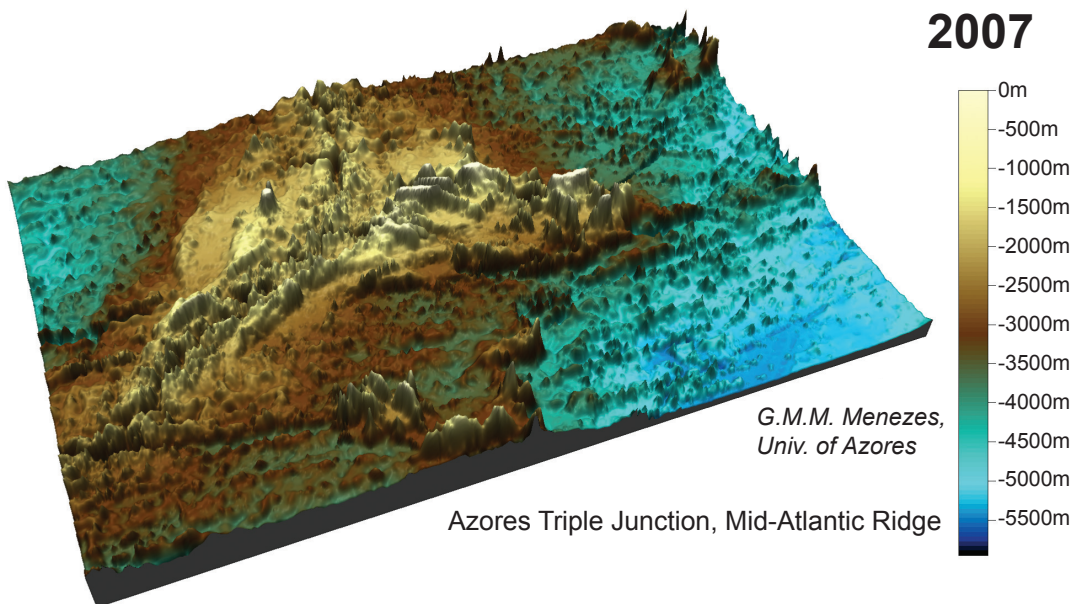 2007
0m
-500m
-1000m
-1500m
-2000m
-2500m
-3000m
-3500m
-4000m
-4500m
-5000m
-5500m
G.M.M. Menezes,
Univ. of Azores
Azores Triple Junction, Mid-Atlantic Ridge